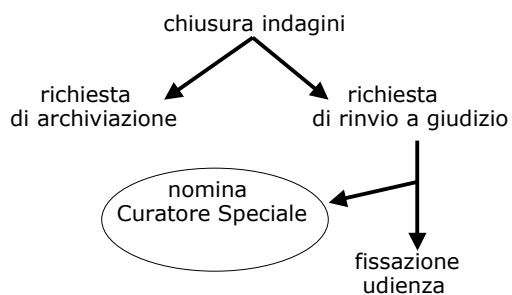 chiusura indagini
richiesta
di archiviazione
richiesta
di rinvio a giudizio
nomina
Curatore Speciale
fissazione
udienza